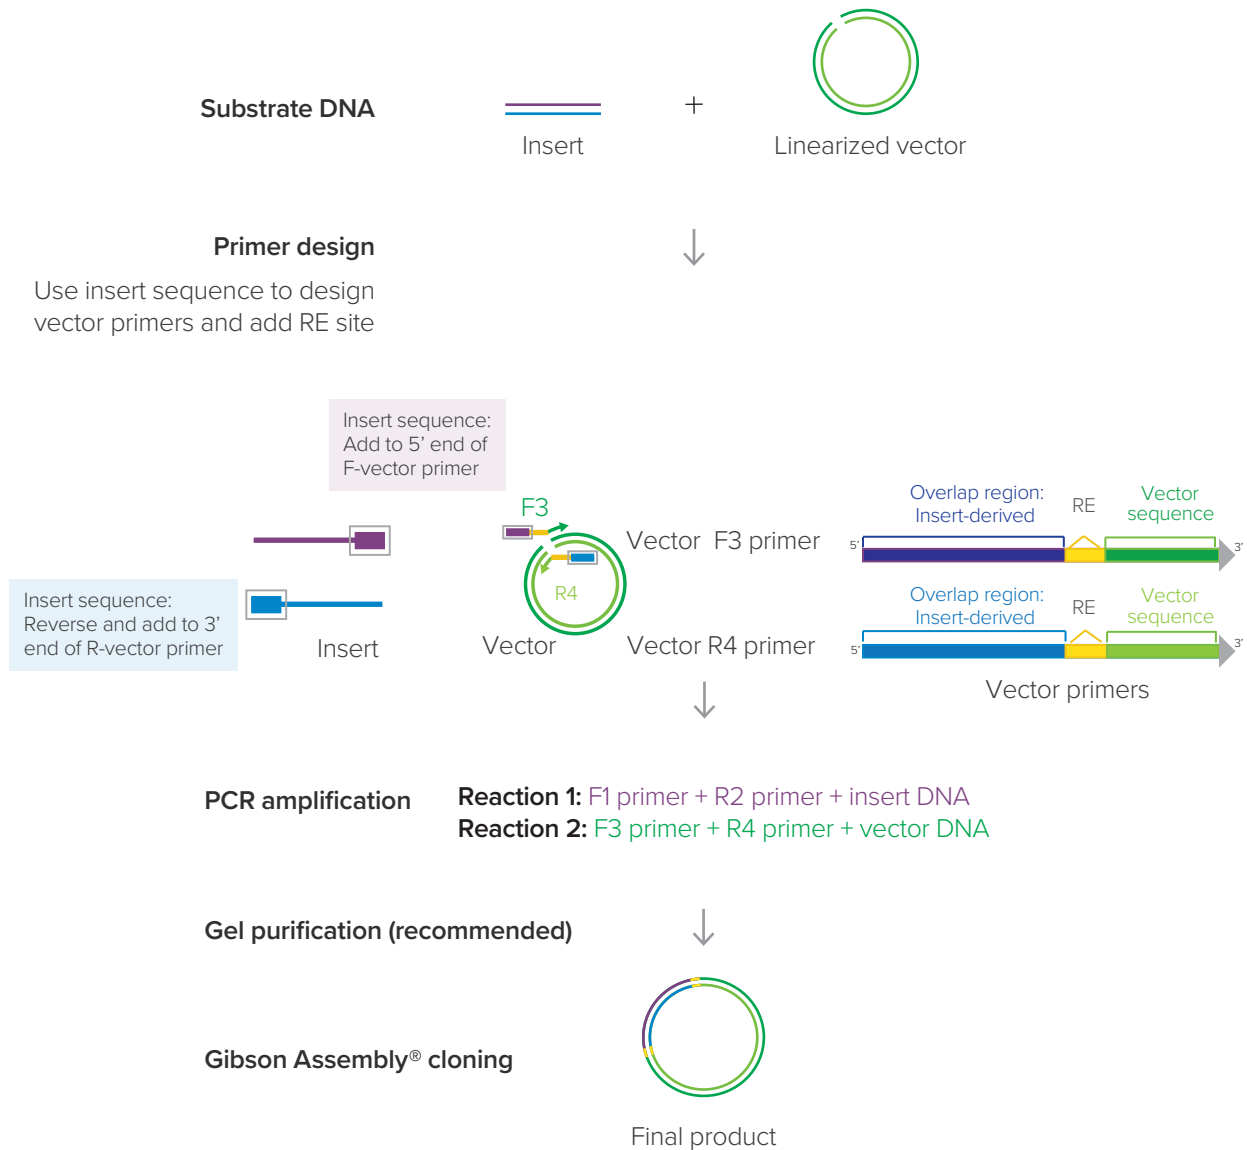 Substrate DNA
Insert
+
Linearized vector
Primer design
Use insert sequence to design
vector primers and add RE site
Insert sequence:
Add to 5’ end of
F-vector primer
F3
Vector F3 primer
Overlap region:
Insert-derived
RE
Vector
sequence
5'
3'
Insert sequence:
Reverse and add to 3’
end of R-vector primer
Insert
R4
Vector
Vector R4 primer
Overlap region:
Insert-derived
RE
Vector
sequence
5'
3'
Vector primers
PCR amplification
Reaction 1: F1 primer + R2 primer + insert DNA
Reaction 2: F3 primer + R4 primer + vector DNA
Gel purification (recommended)
Gibson Assembly® cloning
Final product